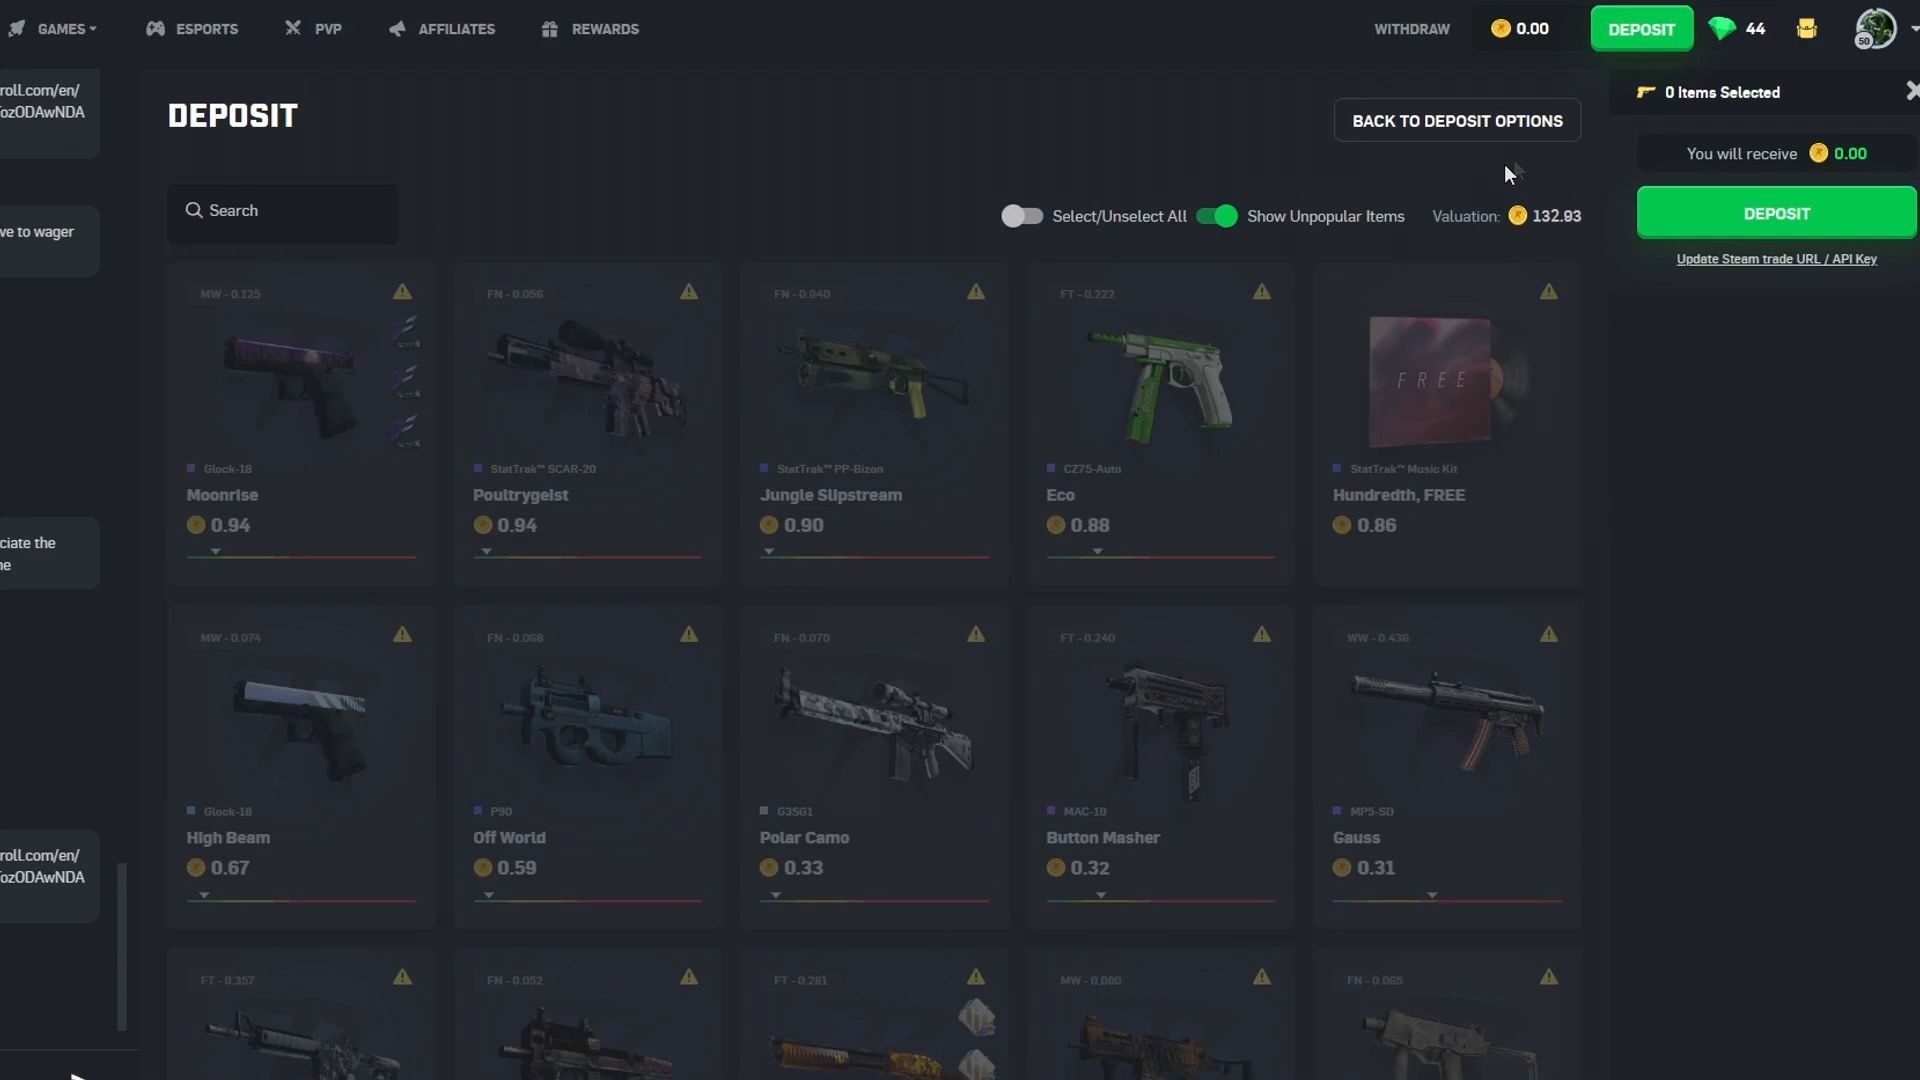 GAMES
ESPORTS
PVP
AFFILIATES
REWARDS
WITHDRAW
0.00
DEPOSIT
44
50
roll.com/en/
ozODAwNDA
ve to wager
ciate the
ne
roll.com/en/
ozODAwNDA
DEPOSIT
BACK TO DEPOSIT OPTIONS
Search
Select/Unselect All
Show Unpopular Items
Valuation: 132.93
MW - 0.125
Glock-18
Moonrise
0.94
FN - 0.056
StatTrak™ SCAR-20
Poultrygeist
0.94
FN - 0.040
StatTrak™ PP-Bizon
Jungle Slipstream
0.90
FT - 0.222
CZ75-Auto
Eco
0.88
FREE
StatTrak™ Music Kit
Hundredth, FREE
0.86
MW - 0.074
Glock-18
High Beam
0.67
FN - 0.068
P90
Off World
0.59
FN - 0.070
G3SG1
Polar Camo
0.33
FT - 0.240
MAC-10
Button Masher
0.32
WW - 0.436
MP5-SD
Gauss
0.31
FT - 0.357
FN - 0.052
FT - 0.261
MW - 0.080
FN - 0.065
0 Items Selected
You will receive 0.00
DEPOSIT
Update Steam trade URL / API Key